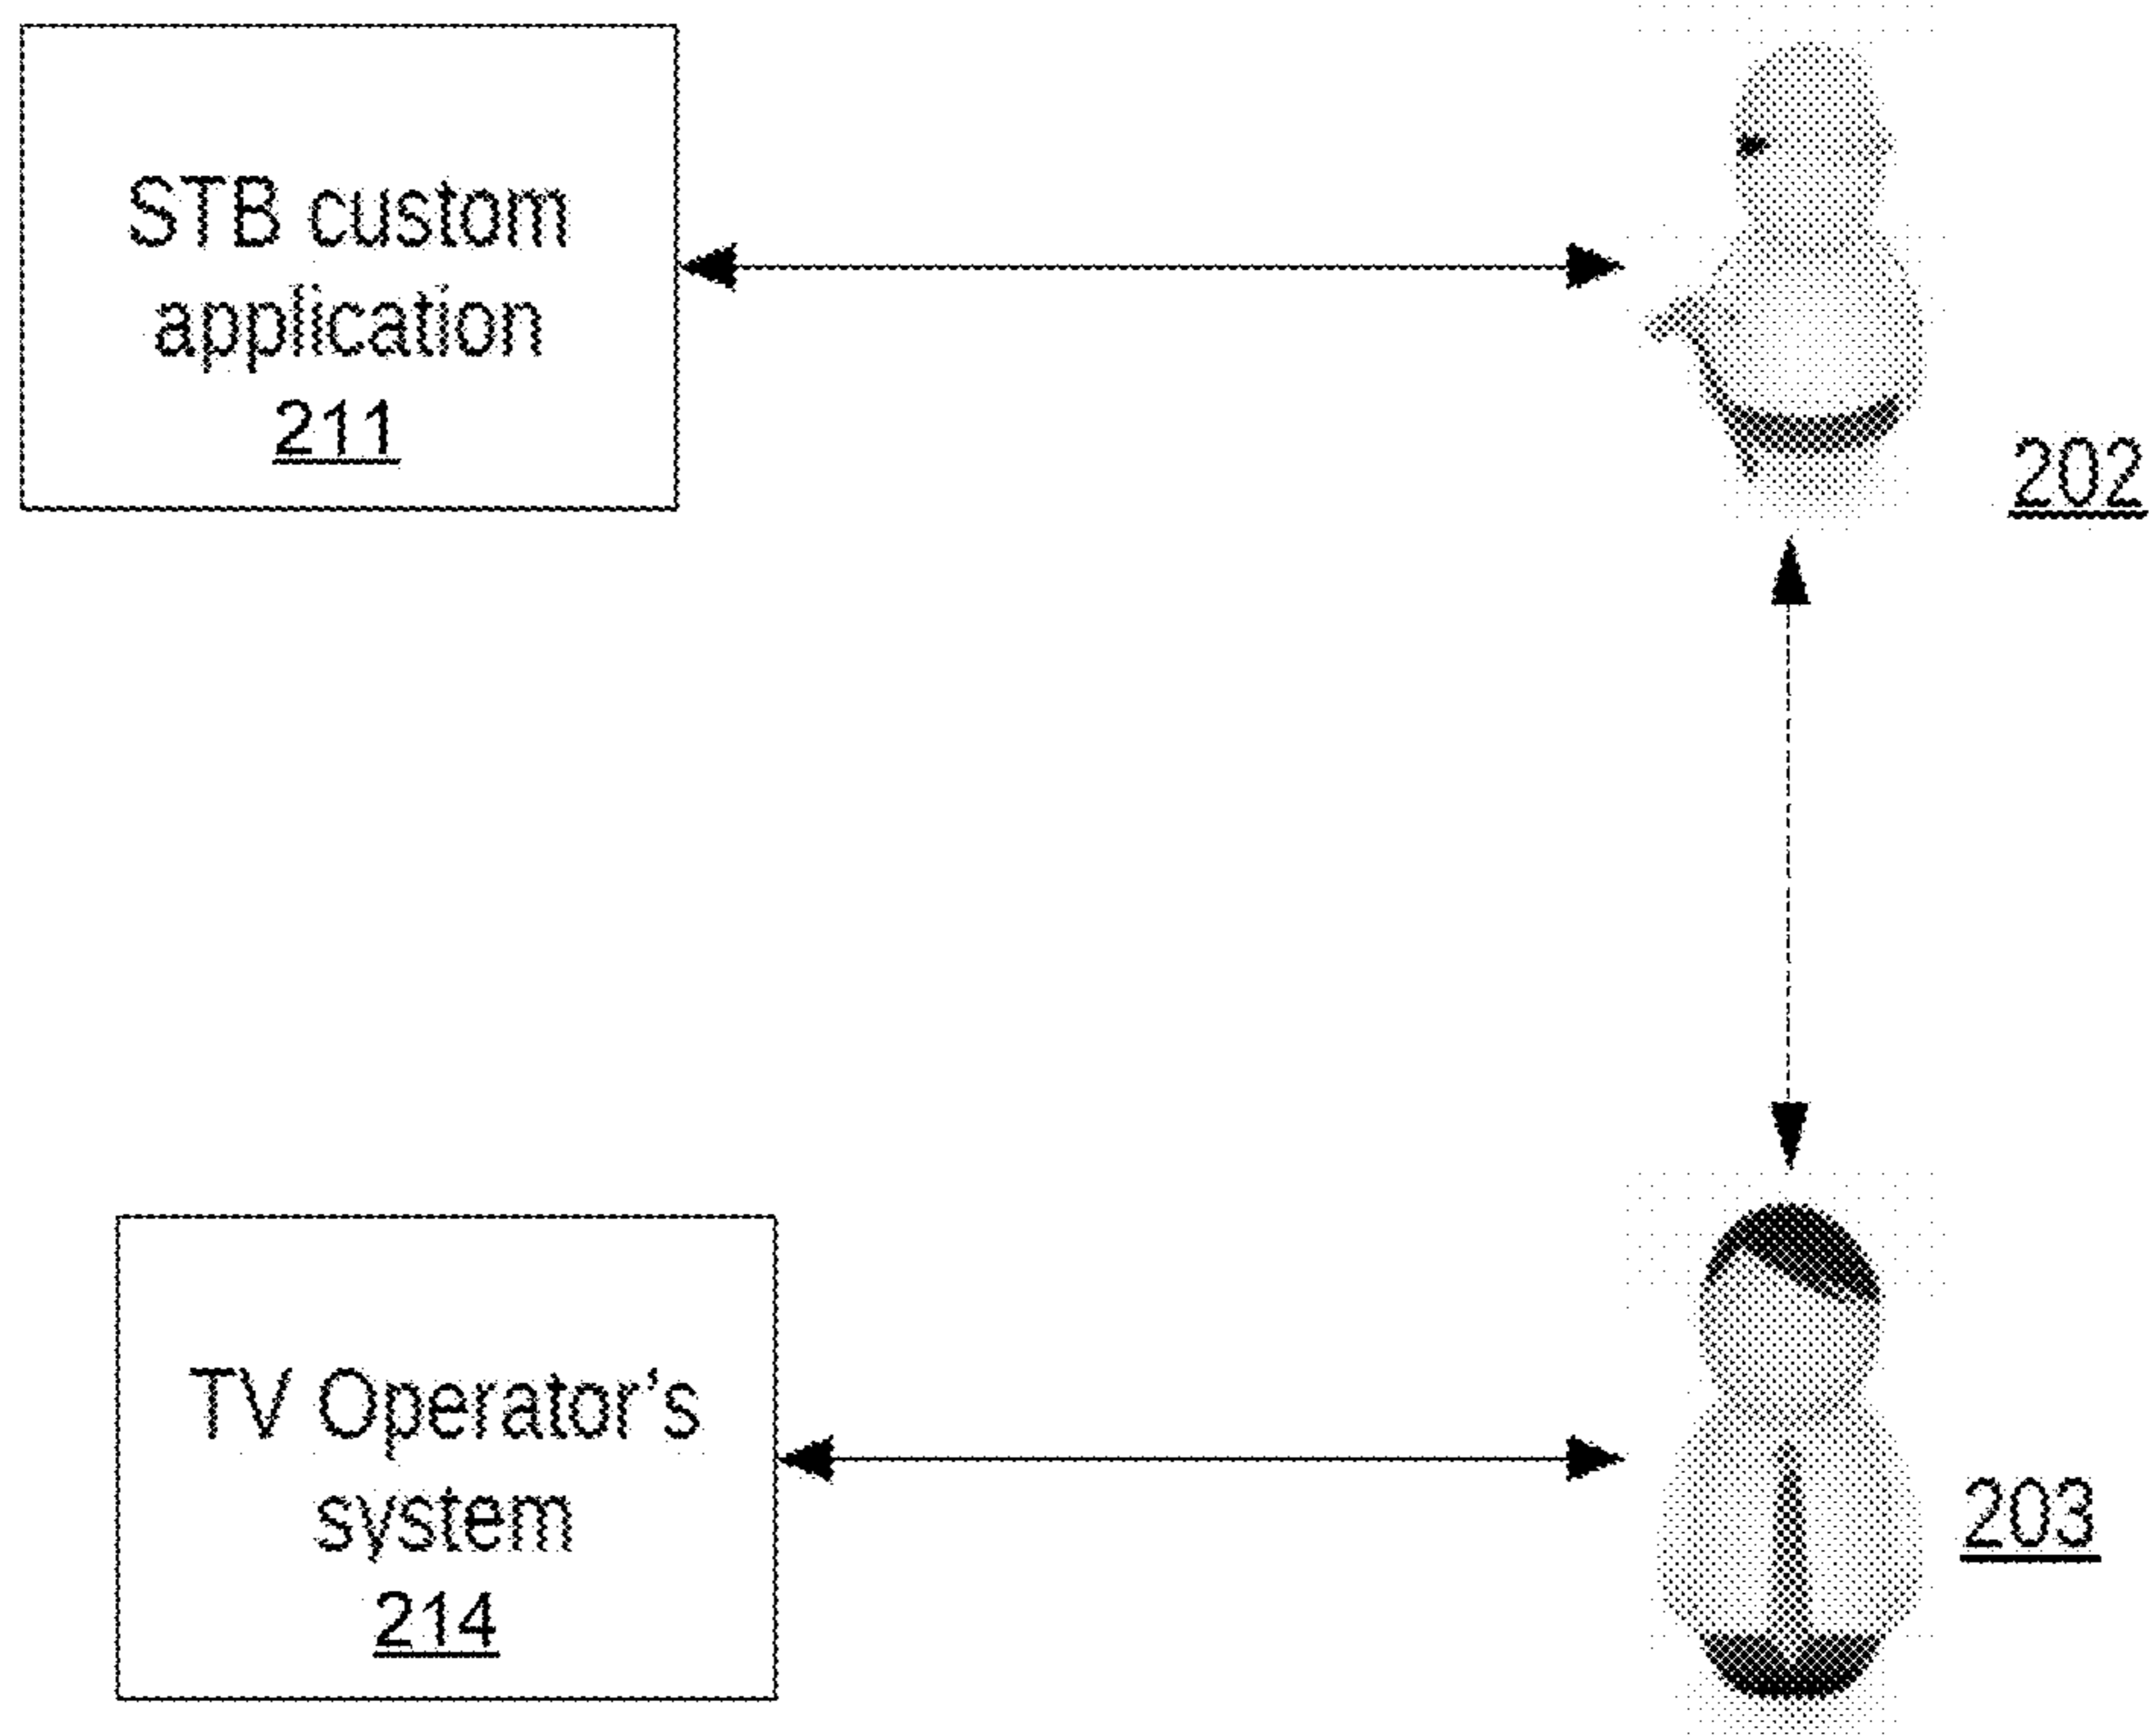 STB custom
application
211
202
TV Operator's
system
214
203